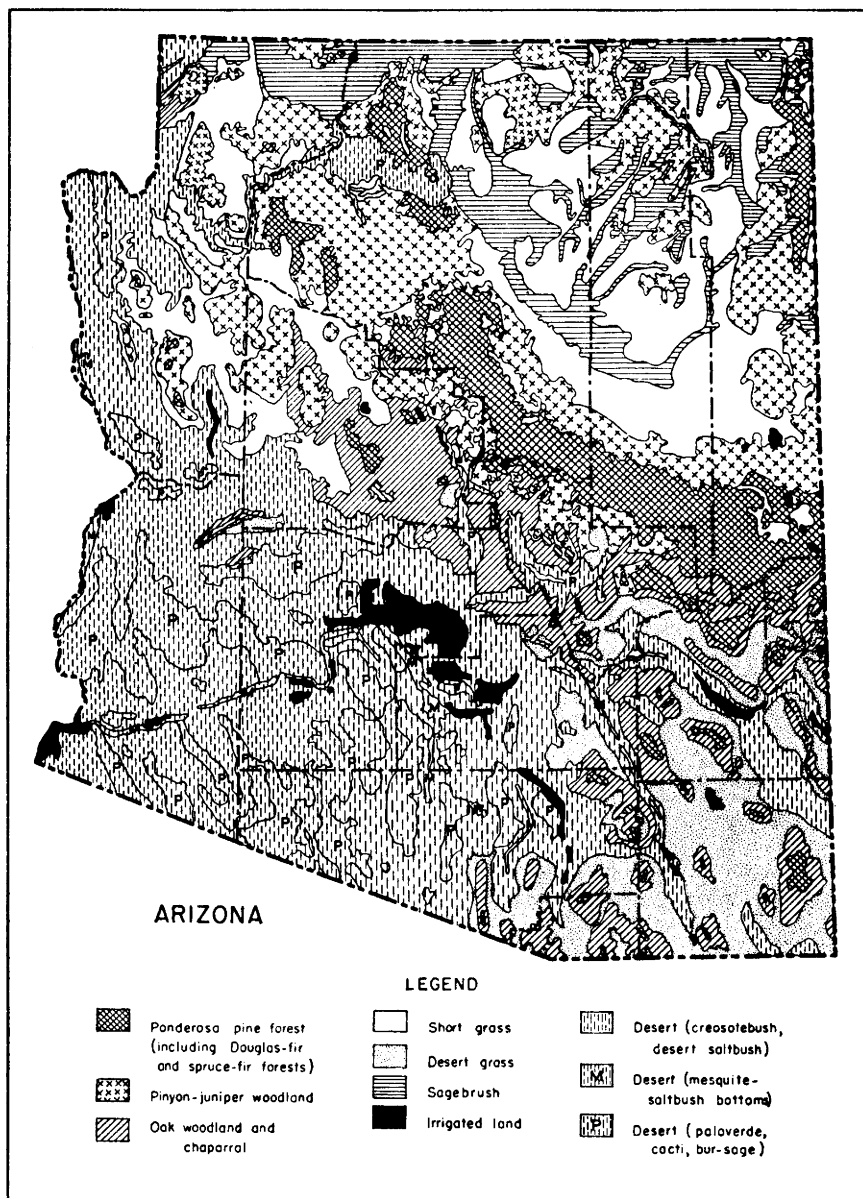 ARIZONA
LEGEND
Ponderosa pine forest
(including Douglas-fir
and spruce-fir forests)
Pinyon-juniper woodland
Oak woodland and
chaparral
Short grass
Desert grass
Sagebrush
Irrigated land
Desert (creosotebush,
desert saltbush)
M
Desert (mesquite-
saltbush bottoms)
P
Desert (paloverde,
cacti, bur-sage)